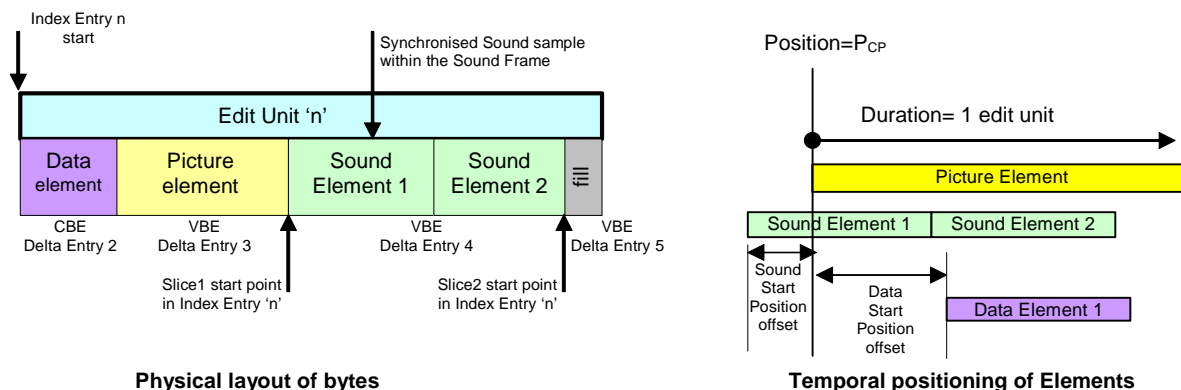 Index Entry n
start
Synchronised Sound sample
within the Sound Frame
Edit Unit ‘n’
Data
element
Picture
element
Sound
Element 1
Sound
Element 2
fill
CBE
Delta Entry 2
VBE
Delta Entry 3
VBE
Delta Entry 4
VBE
Delta Entry 5
Slice1 start point
in Index Entry ‘n’
Slice2 start point
in Index Entry ‘n’
Physical layout of bytes
Position=PCP
Duration= 1 edit unit
Picture Element
Sound Element 1
Sound Element 2
Sound
Start
Position
offset
Data
Start
Position
offset
Data Element 1
Temporal positioning of Elements